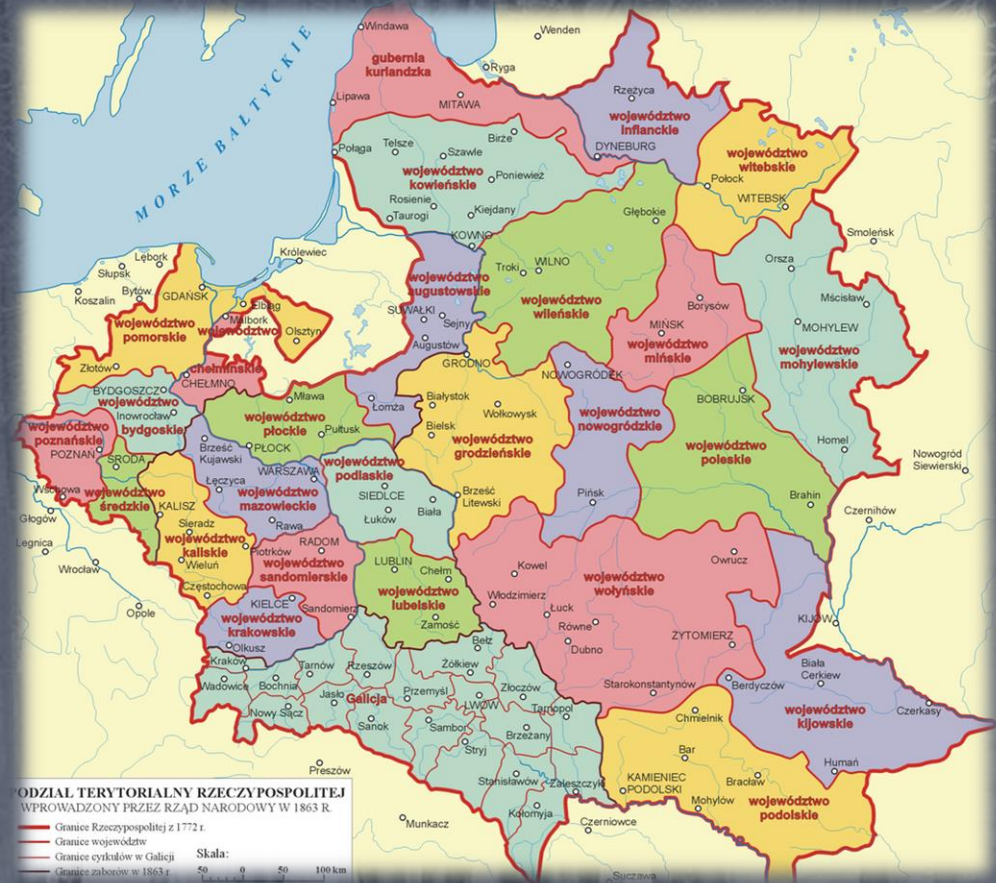 Windawa
Wenden
gubernia
kurlandzka
Ryga
Lipawa
MITAWA
Rzeżyca
województwo
inflanckie
DYNEBURG
województwo
witebskie
Połock
WITEBSK
MORZE BAŁTYCKIE
Połąga
Telsze
Birże
Szawle
województwo
kowieńskie
Poniewież
Rosienie
Taurogi
Kiejdany
KOWNO
Głębokie
Smoleńsk
Orsza
Mścisław
MOHYLEW
województwo
mohylewskie
Troki
WILNO
województwo
wileńskie
Borysów
MIŃSK
województwo
mińskie
Królewiec
Lębork
Słupsk
Bytów
Koszalin
GDAŃSK
Elbląg
Malbork
województwo
Olsztyn
województwo
pomorskie
województwo
augustowskie
SUWAŁKI
Sejny
Augustów
GRODNO
NOWOGRÓDEK
Złotów
chełmińskie
CHEŁMNO
BYDGOSZCZ
województwo
Inowrocław
bydgoskie
Mława
województwo
płockie
Pułtusk
PŁOCK
Łomża
Białystok
Wołkowysk
Bielsk
województwo
grodzieńskie
województwo
nowogródzkie
BOBRUJSK
województwo
poleskie
Homel
Nowogród
Siewierski
województwo
poznańskie
POZNAŃ
ŚRODA
Wschowa
województwo
średzkie
Brześć
Kujawski
WARSZAWA
Łęczyca
województwo
mazowieckie
Rawa
województwo
podlaskie
SIEDLCE
Łuków
Biała
Brześć
Litewski
Pińsk
Brahin
Czernihów
Głogów
Legnica
Wrocław
Opole
KALISZ
Sieradz
województwo
kaliskie
Wieluń
Piotrków
Częstochowa
RADOM
województwo
sandomierskie
KIELCE
Sandomierz
województwo
krakowskie
Olkusz
LUBLIN
Chełm
województwo
lubelskie
Zamość
Kowel
Włodzimierz
województwo
wołyńskie
Owrucz
Łuck
Równe
Dubno
ŻYTOMIERZ
KIJÓW
Starokonstantynów
Berdyczów
Biała
Cerkiew
województwo
kijowskie
Czerkasy
Humań
Kraków
Wadowice
Bochnia
Tarnów
Rzeszów
Jasło
Nowy Sącz
Galicja
Sanok
Przemyśl
Bełz
Żółkiew
LWÓW
Złoczów
Tarnopol
Sambor
Brzeżany
Stryj
Stanisławów
Zaleszczyki
Kołomyja
Chmielnik
Bar
KAMIENIEC
PODOLSKI
Bracław
Mohylów
województwo
podolskie
Preszów
Munkacz
Czerniowce
Suczawa
PODZIAŁ TERYTORIALNY RZECZYPOSPOLITEJ
WPROWADZONY PRZEZ RZĄD NARODOWY W 1863 R.
Granice Rzeczypospolitej z 1772 r.
Granice województw
Granice cyrkułów w Galicji
Granice zaborów w 1863 r.
Skala:
50 0 50 100 km